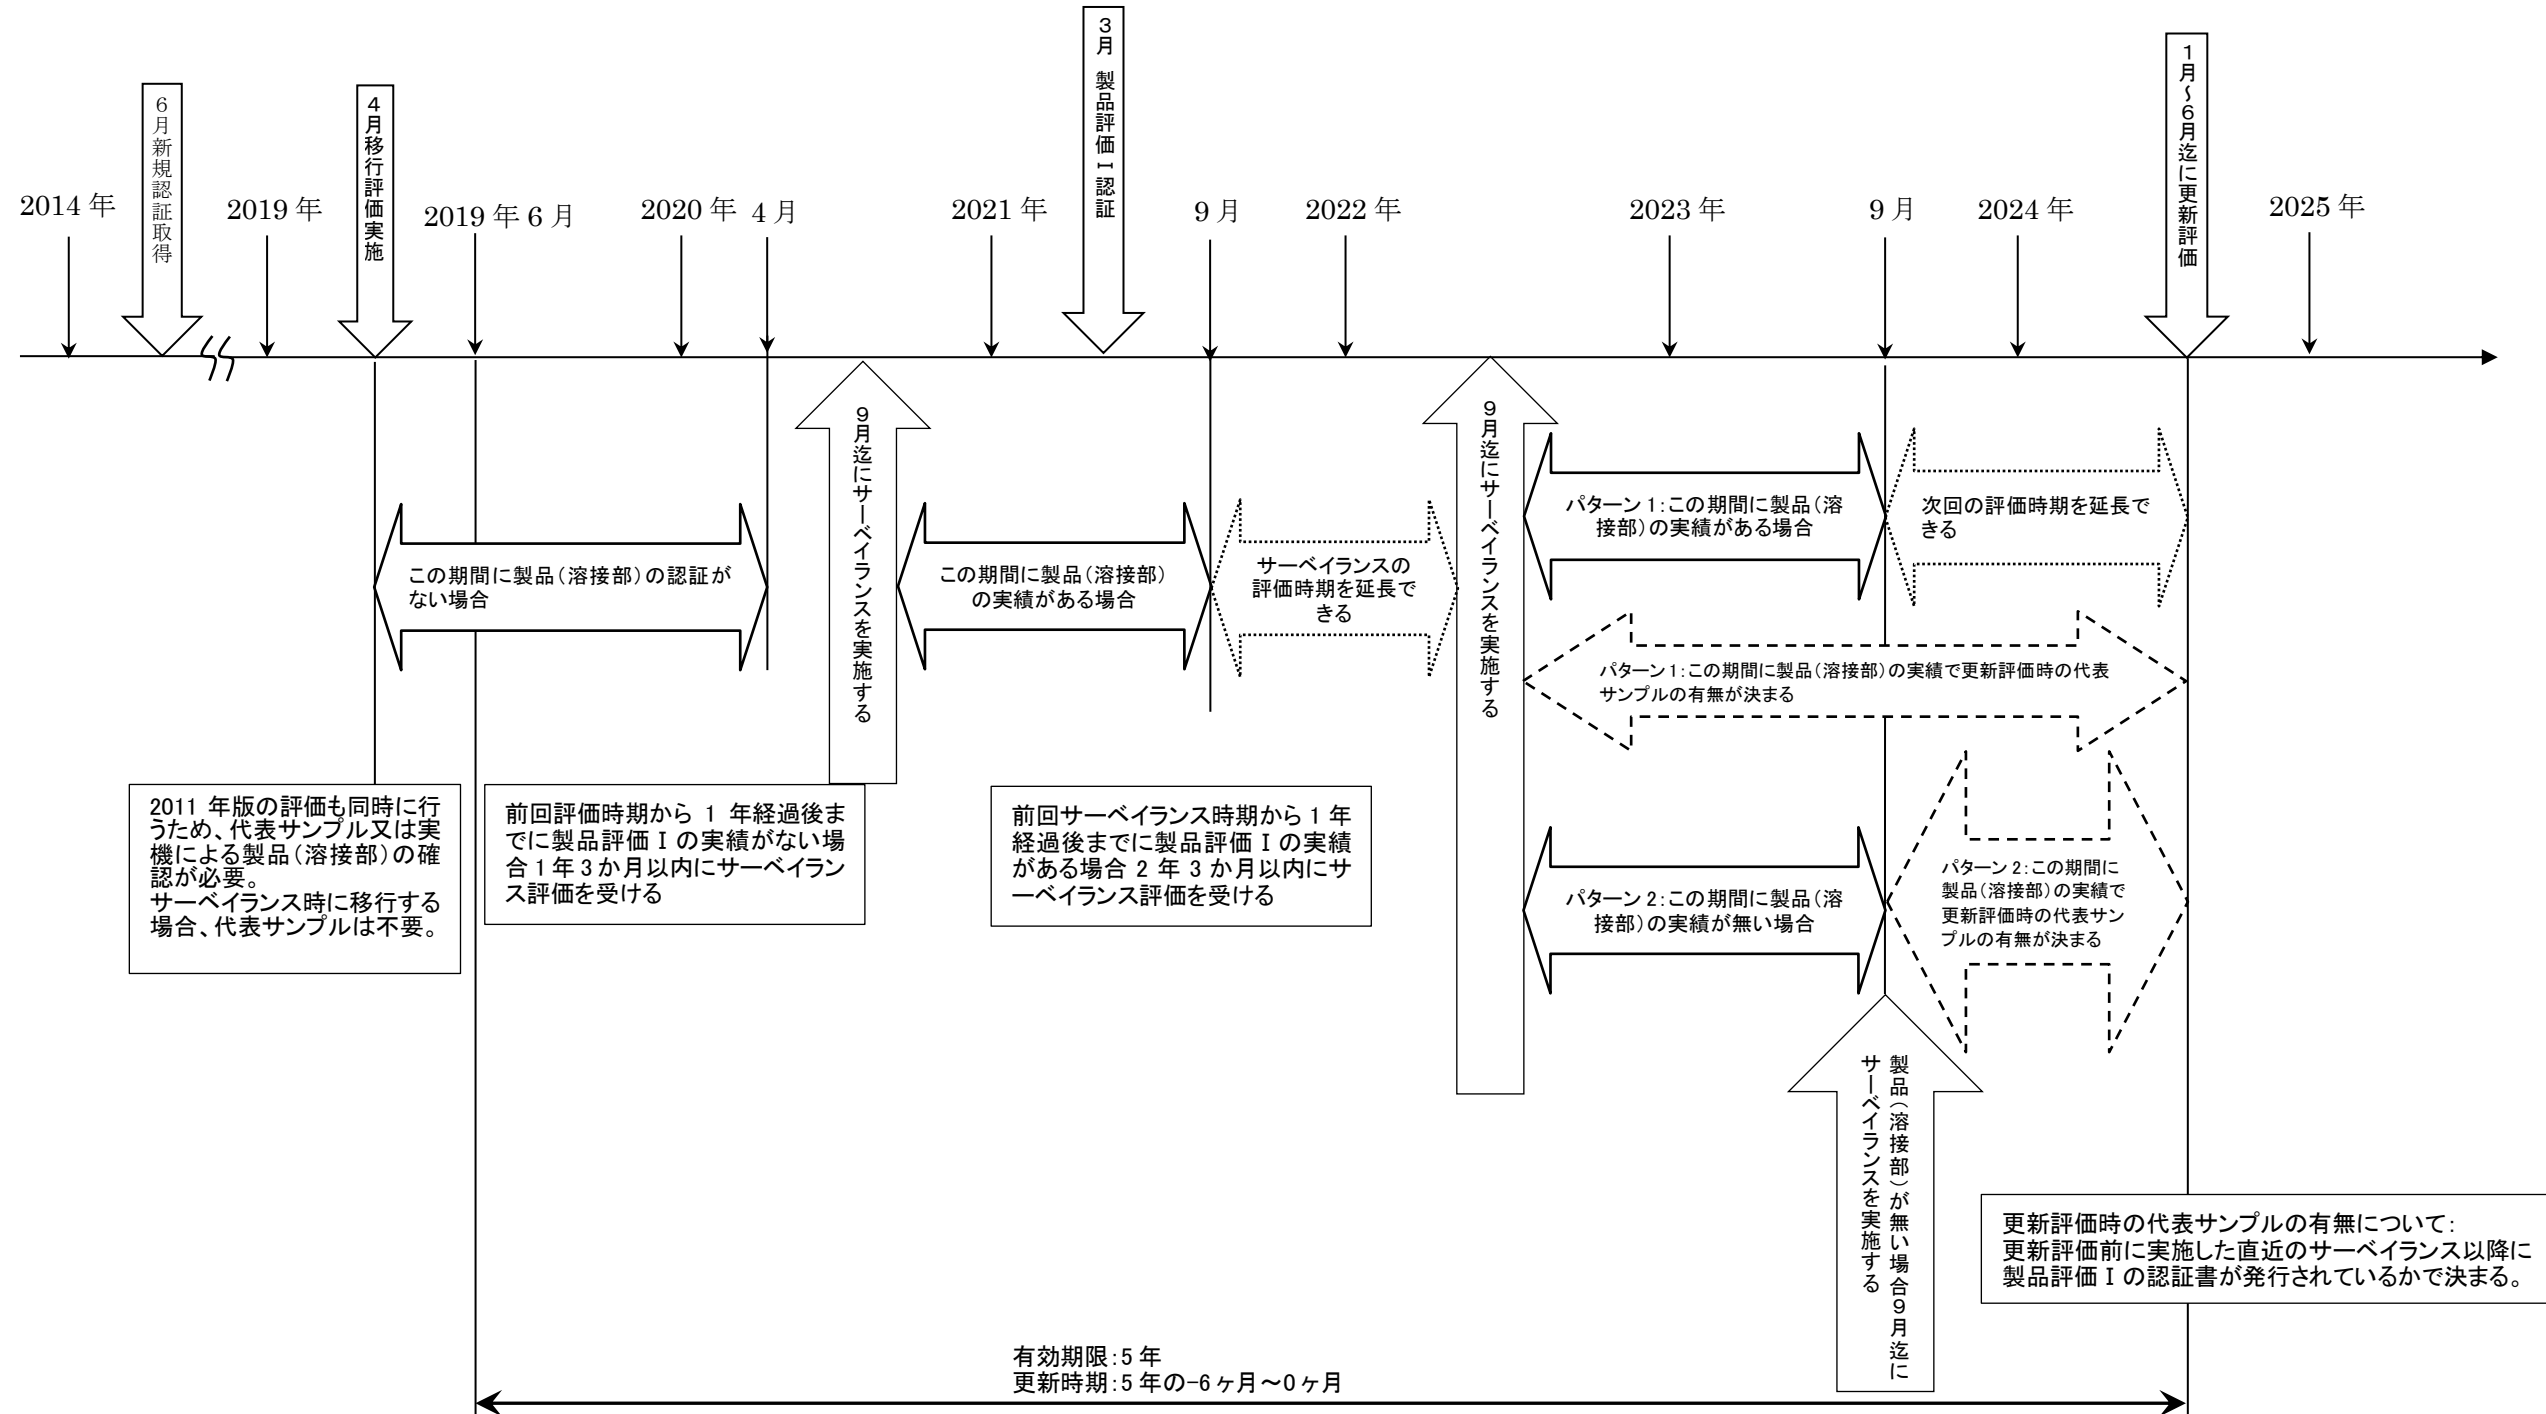 3月 製品評価Ⅰ認証
1月~6月迄に更新評価
6月新規認証取得
4月移行評価実施
2014 年
2019 年
2019 年 6 月
2020 年
4 月
2021 年
9 月
2022 年
2023 年
9 月
2024 年
2025 年
9月迄にサーベイランスを実施する
9月迄にサーベイランスを実施する
パターン 1:この期間に製品(溶
接部)の実績がある場合
次回の評価時期を延長で
きる
この期間に製品(溶接部)の認証が
ない場合
この期間に製品(溶接部)
の実績がある場合
サーベイランスの
評価時期を延長で
きる
パターン1:この期間に製品(溶接部)の実績で更新評価時の代表
サンプルの有無が決まる
2011 年版の評価も同時に行
うため、代表サンプル又は実
機による製品(溶接部)の確
認が必要。
サーベイランス時に移行する
場合、代表サンプルは不要。
前回評価時期から 1 年経過後ま
でに製品評価 I の実績がない場
合 1 年 3 か月以内にサーベイラン
ス評価を受ける
前回サーベイランス時期から 1 年
経過後までに製品評価 I の実績
がある場合 2 年 3 か月以内にサ
ーベイランス評価を受ける
パターン 2:この期間に製品(溶
接部)の実績が無い場合
パターン 2:この期間に
製品(溶接部)の実績で
更新評価時の代表サン
プルの有無が決まる
製品(溶接部)が無い場合9月迄に
サーベイランスを実施する
更新評価時の代表サンプルの有無について:
更新評価前に実施した直近のサーベイランス以降に
製品評価 I の認証書が発行されているかで決まる。
有効期限:5 年
更新時期:5 年の-6 ヶ月~0 ヶ月